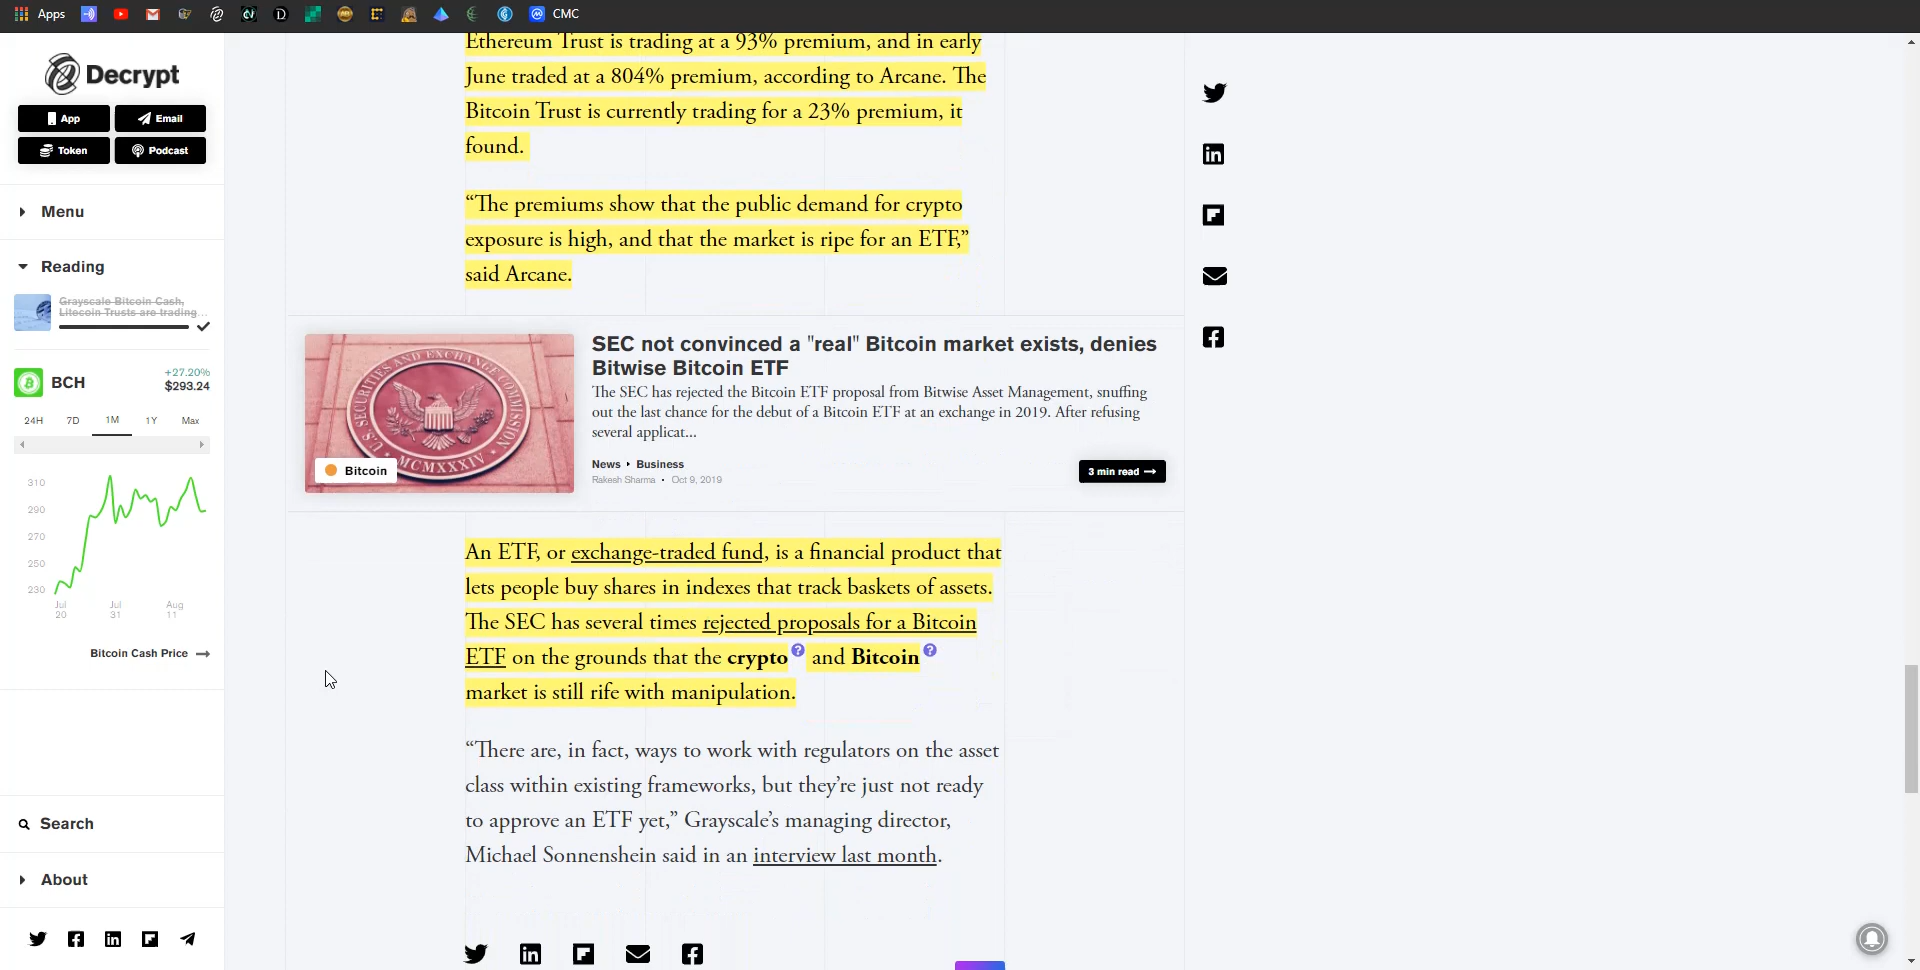 Apps
CMC
Decrypt
App
Email
Token
Podcast
Menu
Reading
Grayscale Bitcoin Cash,
Litecoin Trusts are trading...
BCH
+27.20%
$293.24
24H 7D 1M 1Y Max
310
290
270
250
230
Jul
20
Jul
31
Aug
11
Bitcoin Cash Price →
Search
About
Ethereum Trust is trading at a 93% premium, and in early
June traded at a 804% premium, according to Arcane. The
Bitcoin Trust is currently trading for a 23% premium, it
found.
“The premiums show that the public demand for crypto
exposure is high, and that the market is ripe for an ETF,”
said Arcane.
SECURITIES AND EXCHANGE COMMISSION
U.S.
MCMXXXIV
Bitcoin
SEC not convinced a "real" Bitcoin market exists, denies
Bitwise Bitcoin ETF
The SEC has rejected the Bitcoin ETF proposal from Bitwise Asset Management, snuffing
out the last chance for the debut of a Bitcoin ETF at an exchange in 2019. After refusing
several applicat...
News ‣ Business
Rakesh Sharma • Oct 9, 2019
3 min read →
An ETF, or exchange-traded fund, is a financial product that
lets people buy shares in indexes that track baskets of assets.
The SEC has several times rejected proposals for a Bitcoin
ETF on the grounds that the crypto ? and Bitcoin ?
market is still rife with manipulation.
“There are, in fact, ways to work with regulators on the asset
class within existing frameworks, but they’re just not ready
to approve an ETF yet,” Grayscale’s managing director,
Michael Sonnenshein said in an interview last month.